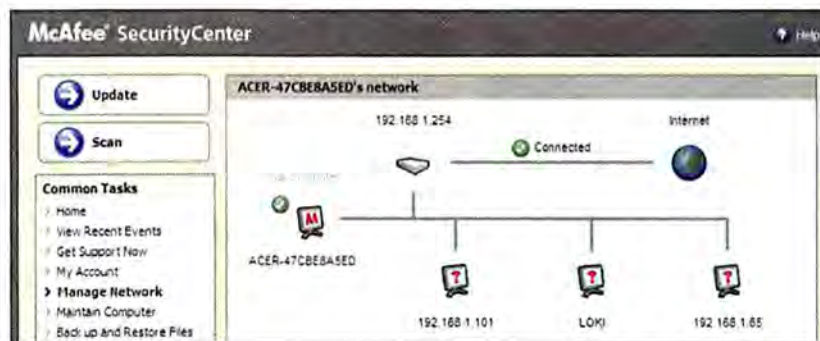 McAfee® SecurityCenter
? Help
Update
Scan
Common Tasks
Home
View Recent Events
Get Support Now
My Account
Manage Network
Maintain Computer
Back up and Restore Files
ACER-47CBE8A5ED's network
192.168.1.254
Internet
Connected
M
ACER-47CBE8A5ED
?
?
?
192.168.1.101
LOKI
192.168.1.65